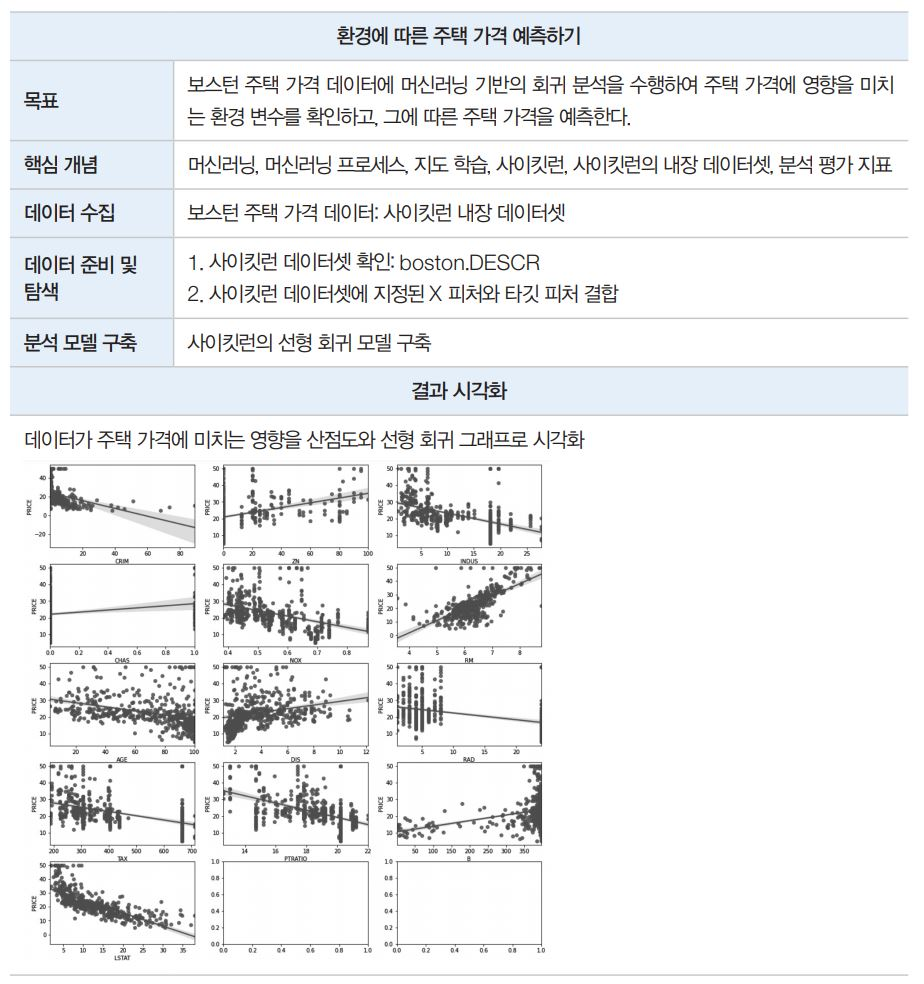 환경에 따른 주택 가격 예측하기
목표
보스턴 주택 가격 데이터에 머신러닝 기반의 회귀 분석을 수행하여 주택 가격에 영향을 미치
는 환경 변수를 확인하고, 그에 따른 주택 가격을 예측한다.
핵심 개념
머신러닝, 머신러닝 프로세스, 지도 학습, 사이킷런, 사이킷런의 내장 데이터셋, 분석 평가 지표
데이터 수집
보스턴 주택 가격 데이터: 사이킷런 내장 데이터셋
데이터 준비 및
탐색
1. 사이킷런 데이터셋 확인: boston.DESCR
2. 사이킷런 데이터셋에 지정된 X 피처와 타깃 피처 결합
분석 모델 구축
사이킷런의 선형 회귀 모델 구축
결과 시각화
데이터가 주택 가격에 미치는 영향을 산점도와 선형 회귀 그래프로 시각화
PRICE 40 20 0 −20
20 40 60 80
CRIM
PRICE 50 40 30 20 10
0 20 40 60 80 100
ZN
PRICE 50 40 30 20 10
5 10 15 20 25
INDUS
PRICE 50 40 30 20 10
0.0 0.2 0.4 0.6 0.8 1.0
CHAS
PRICE 50 40 30 20 10
0.4 0.5 0.6 0.7 0.8
NOX
PRICE 50 40 30 20 10 0
4 5 6 7 8
RM
PRICE 50 40 30 20 10
20 40 60 80 100
AGE
PRICE 50 40 30 20 10
2 4 6 8 10 12
DIS
PRICE 50 40 30 20 10
5 10 15 20
RAD
PRICE 50 40 30 20 10
200 300 400 500 600 700
TAX
PRICE 50 40 30 20 10
14 16 18 20 22
PTRATIO
PRICE 50 40 30 20 10
50 100 150 200 250 300 350
B
PRICE 50 40 30 20 10 0
5 10 15 20 25 30 35
LSTAT
1.0 0.8 0.6 0.4 0.2 0.0
0.0 0.2 0.4 0.6 0.8 1.0
1.0 0.8 0.6 0.4 0.2 0.0
0.0 0.2 0.4 0.6 0.8 1.0